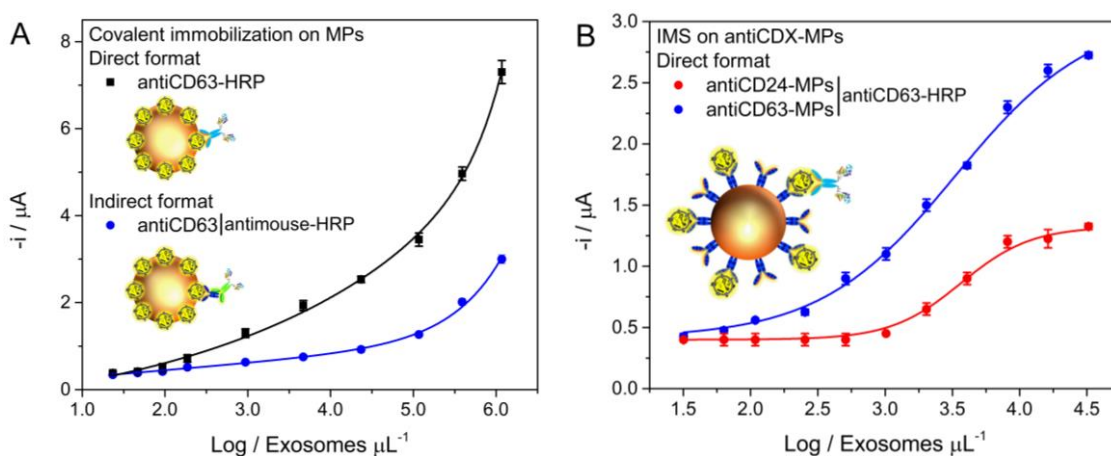 A
Covalent immobilization on MPs
Direct format
antiCD63-HRP
Indirect format
antiCD63|antimouse-HRP
-i / µA
8
6
4
2
0
1.0 2.0 3.0 4.0 5.0 6.0
Log / Exosomes µL⁻¹
B
IMS on antiCDX-MPs
Direct format
antiCD24-MPs
antiCD63-MPs
antiCD63-HRP
-i / µA
3.0
2.5
2.0
1.5
1.0
0.5
0.0
1.5 2.0 2.5 3.0 3.5 4.0 4.5
Log / Exosomes µL⁻¹